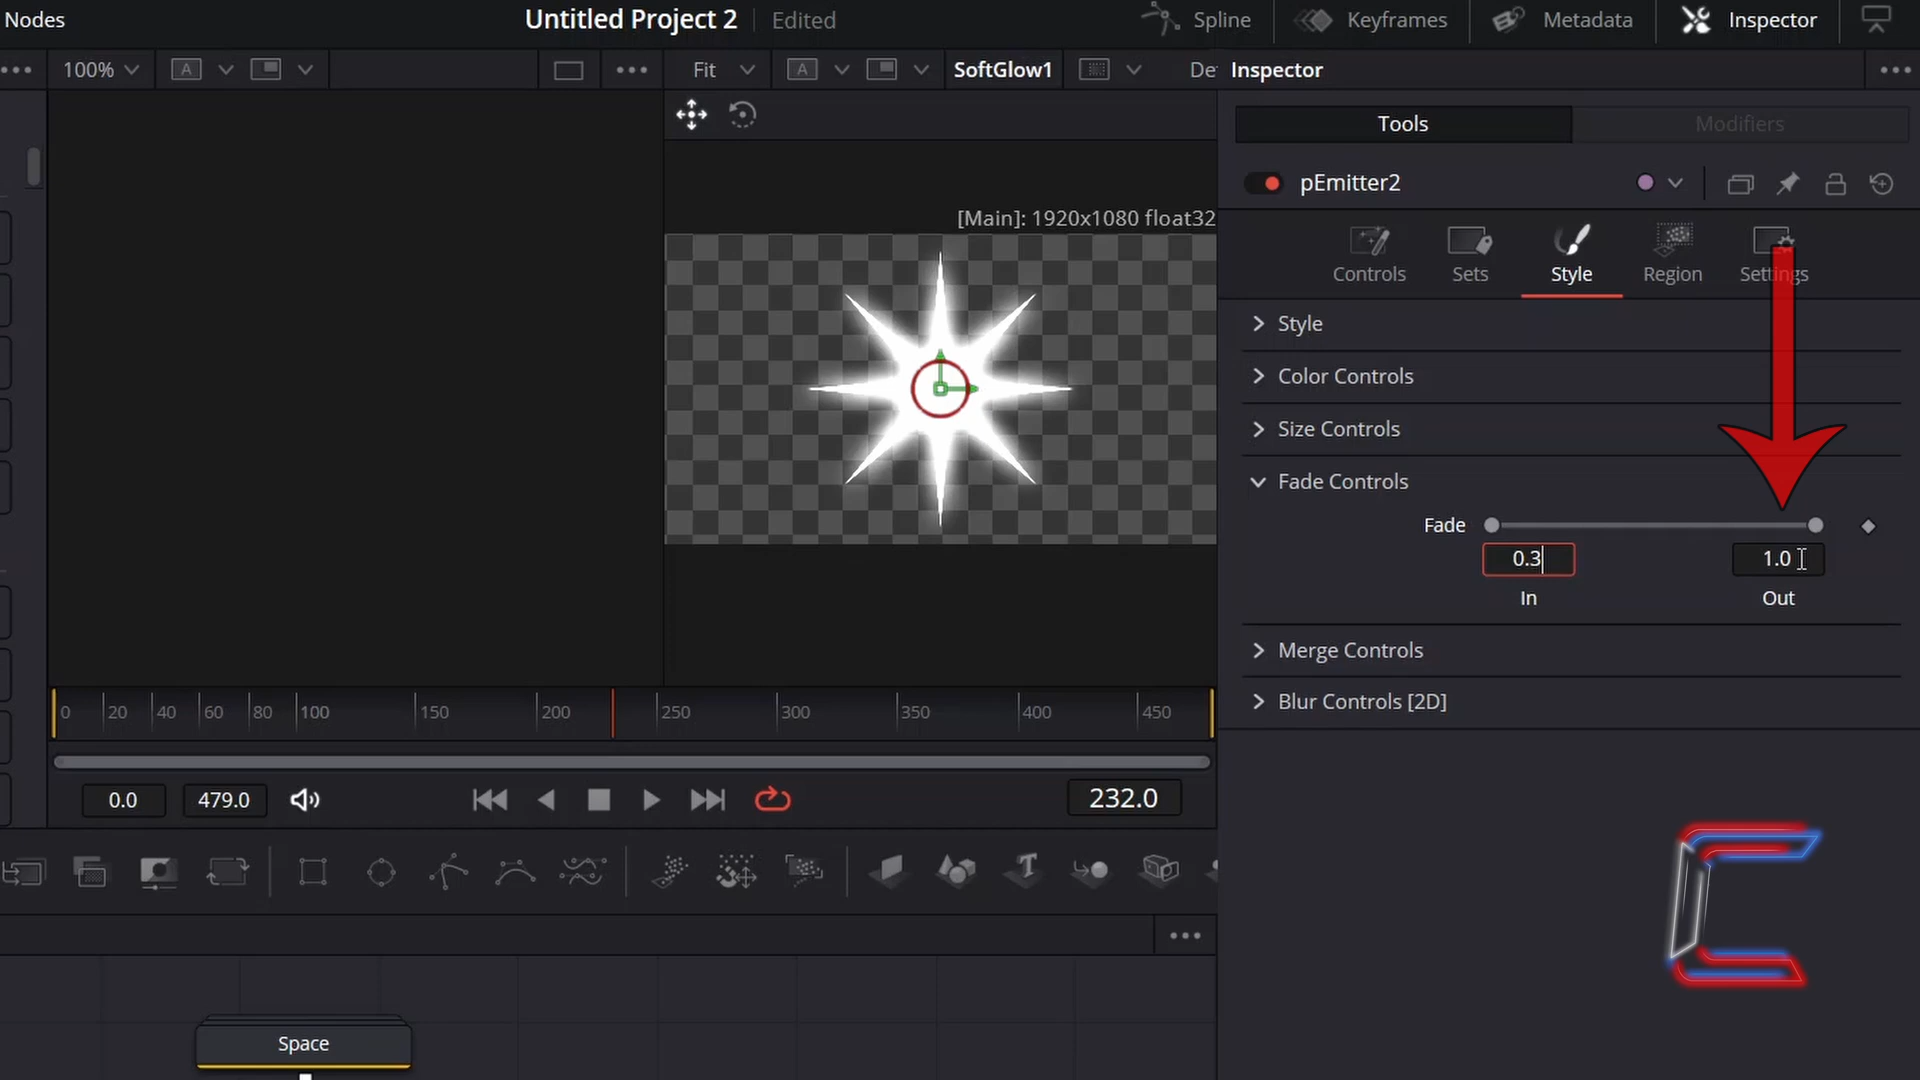 Nodes
Untitled Project 2
Edited
Spline
Keyframes
Metadata
Inspector
100%
A
Fit
A
SoftGlow1
De
Inspector
Tools
Modifiers
pEmitter2
[Main]: 1920x1080 float32
Controls
Sets
Style
Region
Settings
Style
Color Controls
Size Controls
Fade Controls
Fade
0.3
1.0
In
Out
Merge Controls
Blur Controls [2D]
0 20 40 60 80 100 150 200 250 300 350 400 450
0.0
479.0
232.0
T
Space
C